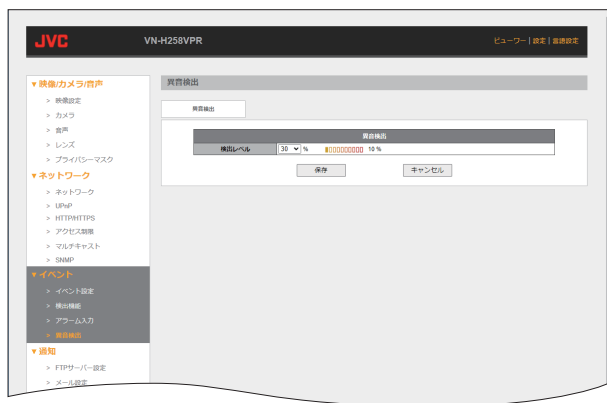 JVC
VN-H258VPR
ビューワー | 設定 | 言語設定
▼映像/カメラ/音声
> 映像設定
> カメラ
> 音声
> レンズ
> プライバシーマスク
▼ネットワーク
> ネットワーク
> UPnP
> HTTP/HTTPS
> アクセス制限
> マルチキャスト
> SNMP
▼イベント
> イベント設定
> 検出機能
> アラーム入力
> 異音検出
▼通知
> FTPサーバー設定
> メール設定
異音検出
異音検出
異音検出
検出レベル 30 % 10 %
保存 キャンセル